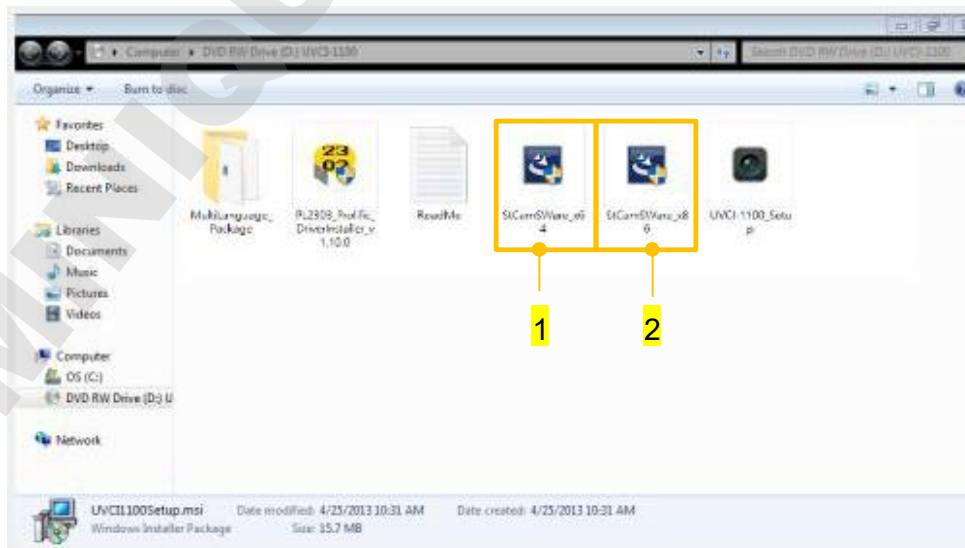 Computer ▸ DVD RW Drive (D:) UVCI-1100
Search DVD RW Drive (D:) UVCI-1100
Organize
Burn to disc
Favorites
Desktop
Downloads
Recent Places
Libraries
Documents
Music
Pictures
Videos
Computer
OS (C:)
DVD RW Drive (D:) U
Network
MultiLanguage_
Package
2302
PL2303_Prolific_
DriverInstaller_v
1.10.0
ReadMe
StCamSWare_x6
4
StCamSWare_x8
6
UVCI-1100_Setu
p
1
2
UVCI1100Setup.msi
Date modified: 4/25/2013 10:31 AM
Date created: 4/25/2013 10:31 AM
Windows Installer Package
Size: 15.7 MB